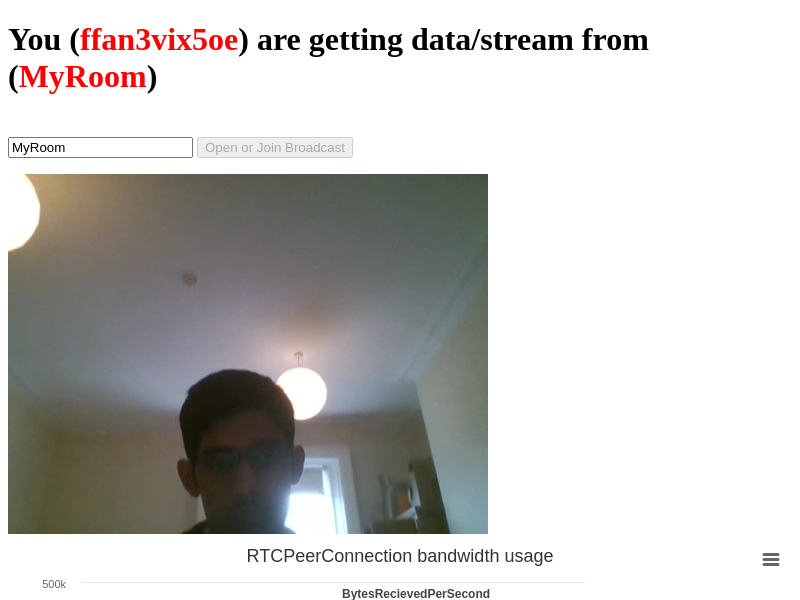 You (ffan3vix5oe) are getting data/stream from
(MyRoom)
MyRoom Open or Join Broadcast
RTCPeerConnection bandwidth usage
500k
BytesRecievedPerSecond